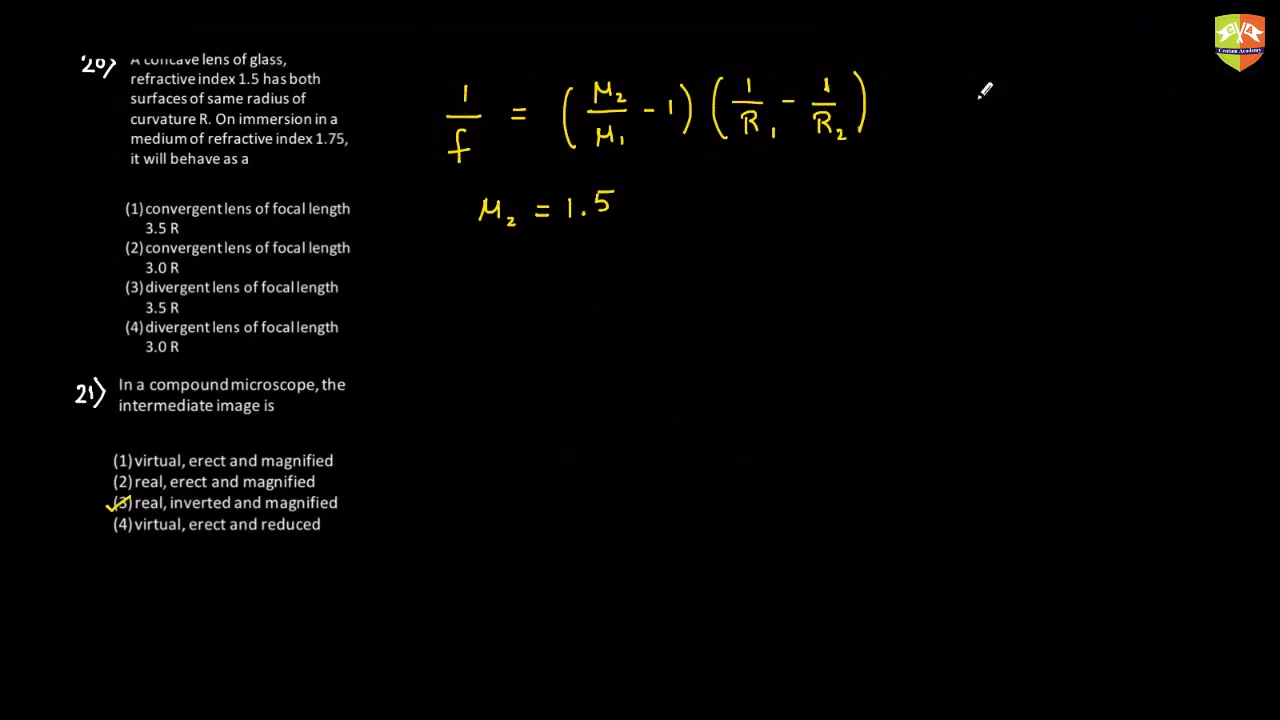 20) A concave lens of glass,
refractive index 1.5 has both
surfaces of same radius of
curvature R. On immersion in a
medium of refractive index 1.75,
it will behave as a
(1) convergent lens of focal length
3.5 R
(2) convergent lens of focal length
3.0 R
(3) divergent lens of focal length
3.5 R
(4) divergent lens of focal length
3.0 R
21) In a compound microscope, the
intermediate image is
(1) virtual, erect and magnified
(2) real, erect and magnified
(3) real, inverted and magnified
(4) virtual, erect and reduced
1/f = (μ₂/μ₁ - 1) (1/R₁ - 1/R₂)
μ₂ = 1.5
Centum Academy